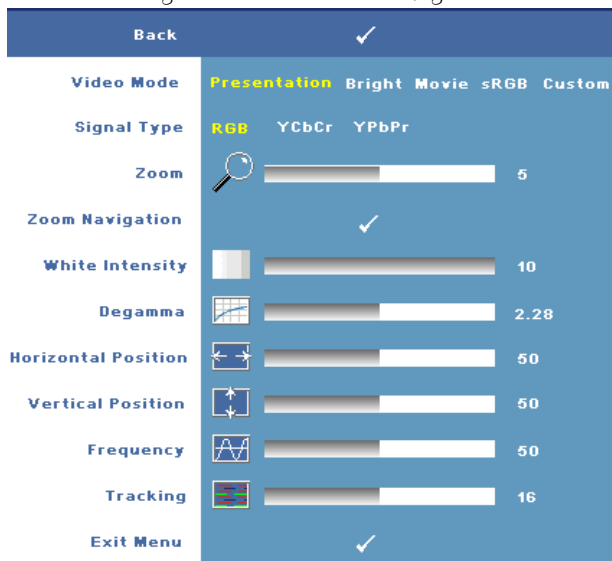 Back
Video Mode Presentation Bright Movie sRGB Custom
Signal Type RGB YCbCr YPbPr
Zoom 5
Zoom Navigation
White Intensity 10
Degamma 2.28
Horizontal Position 50
Vertical Position 50
Frequency 50
Tracking 16
Exit Menu